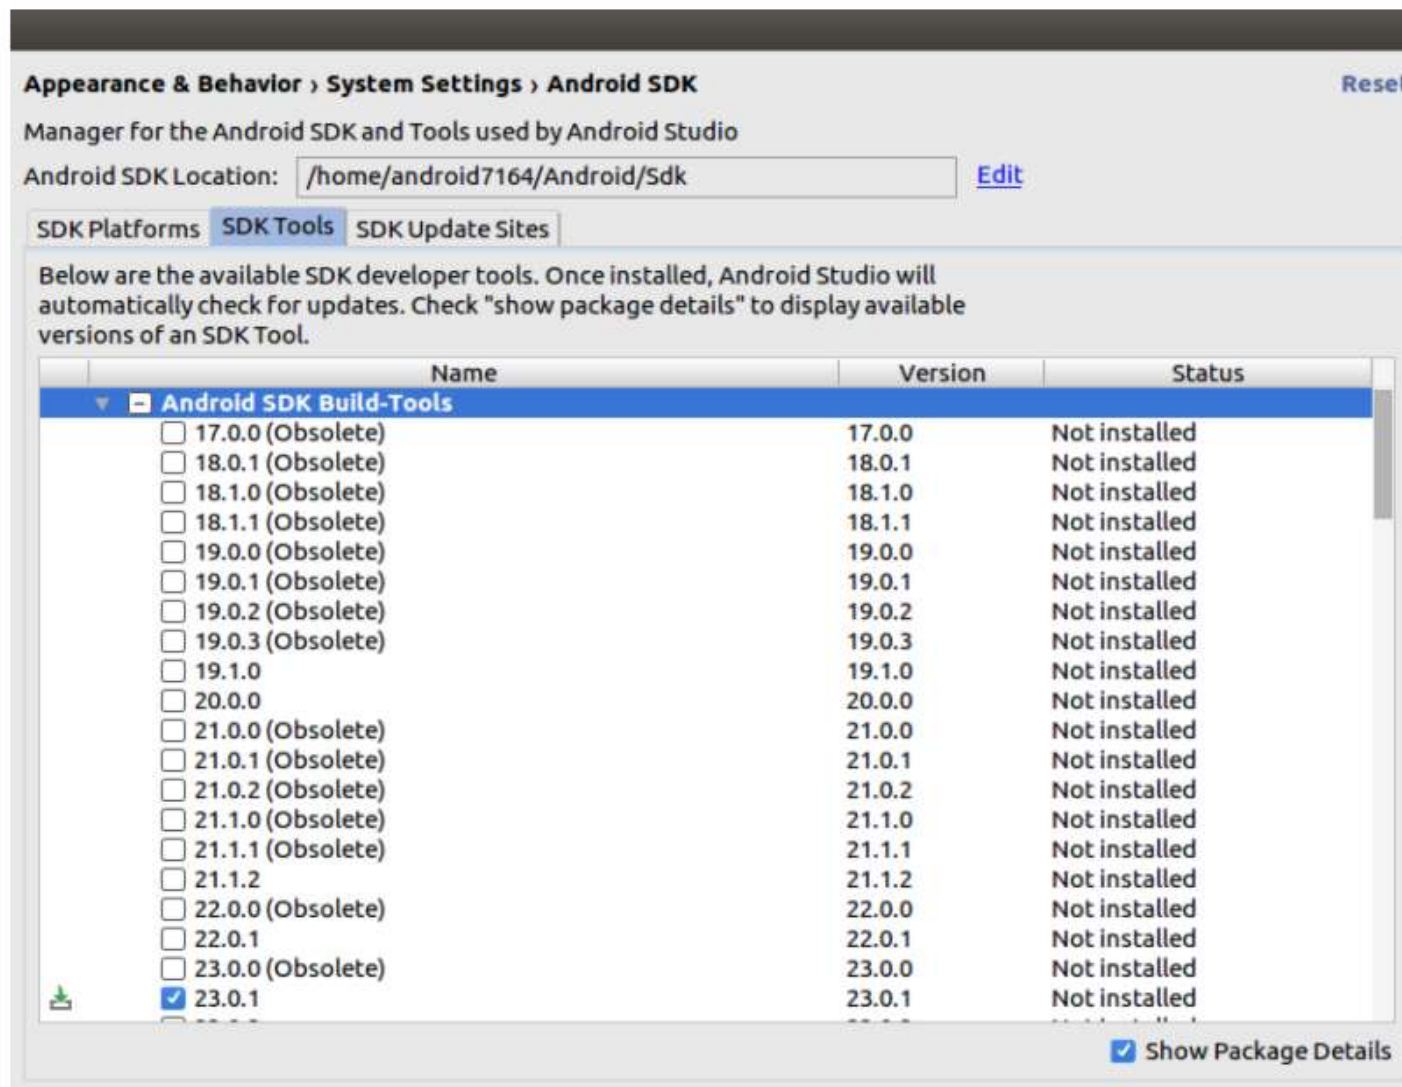 Appearance & Behavior › System Settings › Android SDK Reset
Manager for the Android SDK and Tools used by Android Studio
Android SDK Location: /home/android7164/Android/Sdk Edit
SDK Platforms SDK Tools SDK Update Sites
Below are the available SDK developer tools. Once installed, Android Studio will
automatically check for updates. Check "show package details" to display available
versions of an SDK Tool.
Name Version Status
Android SDK Build-Tools
17.0.0 (Obsolete) 17.0.0 Not installed
18.0.1 (Obsolete) 18.0.1 Not installed
18.1.0 (Obsolete) 18.1.0 Not installed
18.1.1 (Obsolete) 18.1.1 Not installed
19.0.0 (Obsolete) 19.0.0 Not installed
19.0.1 (Obsolete) 19.0.1 Not installed
19.0.2 (Obsolete) 19.0.2 Not installed
19.0.3 (Obsolete) 19.0.3 Not installed
19.1.0 19.1.0 Not installed
20.0.0 20.0.0 Not installed
21.0.0 (Obsolete) 21.0.0 Not installed
21.0.1 (Obsolete) 21.0.1 Not installed
21.0.2 (Obsolete) 21.0.2 Not installed
21.1.0 (Obsolete) 21.1.0 Not installed
21.1.1 (Obsolete) 21.1.1 Not installed
21.1.2 21.1.2 Not installed
22.0.0 (Obsolete) 22.0.0 Not installed
22.0.1 22.0.1 Not installed
23.0.0 (Obsolete) 23.0.0 Not installed
23.0.1 23.0.1 Not installed
Show Package Details